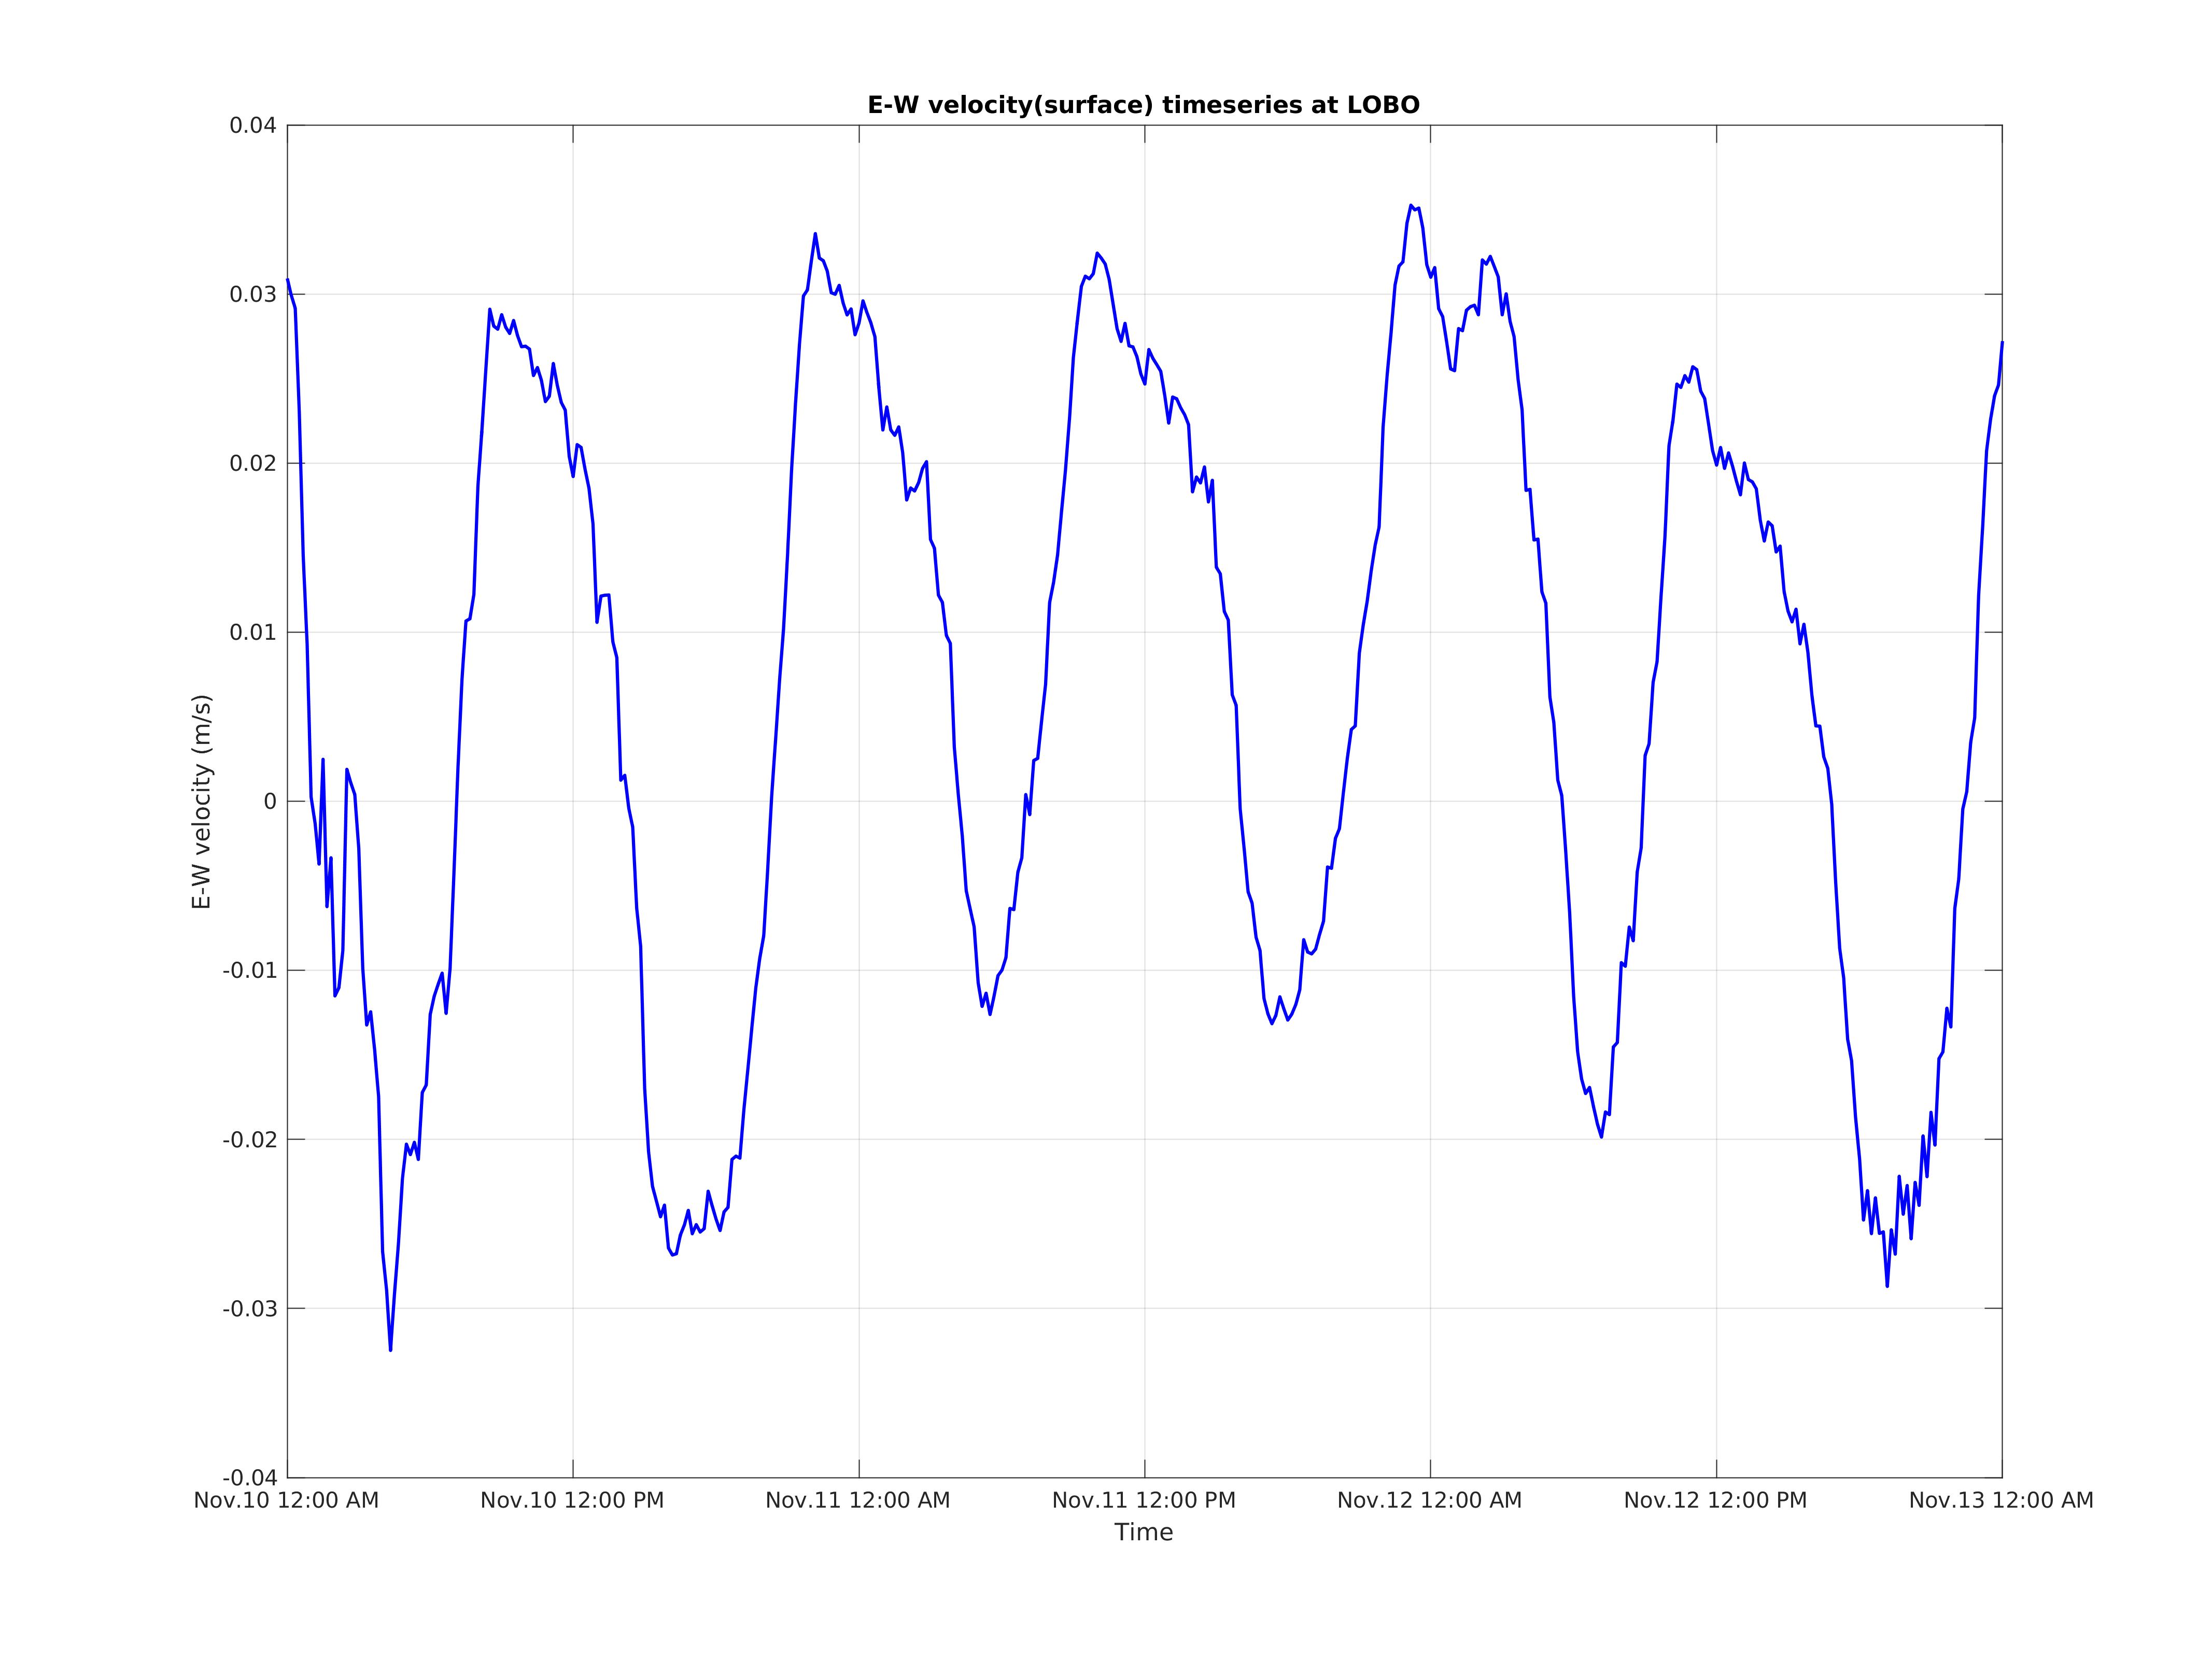 E-W velocity(surface) timeseries at LOBO
0.04
0.03
0.02
0.01
0
-0.01
-0.02
-0.03
-0.04
E-W velocity (m/s)
Nov.10 12:00 AM Nov.10 12:00 PM Nov.11 12:00 AM Nov.11 12:00 PM Nov.12 12:00 AM Nov.12 12:00 PM Nov.13 12:00 AM
Time